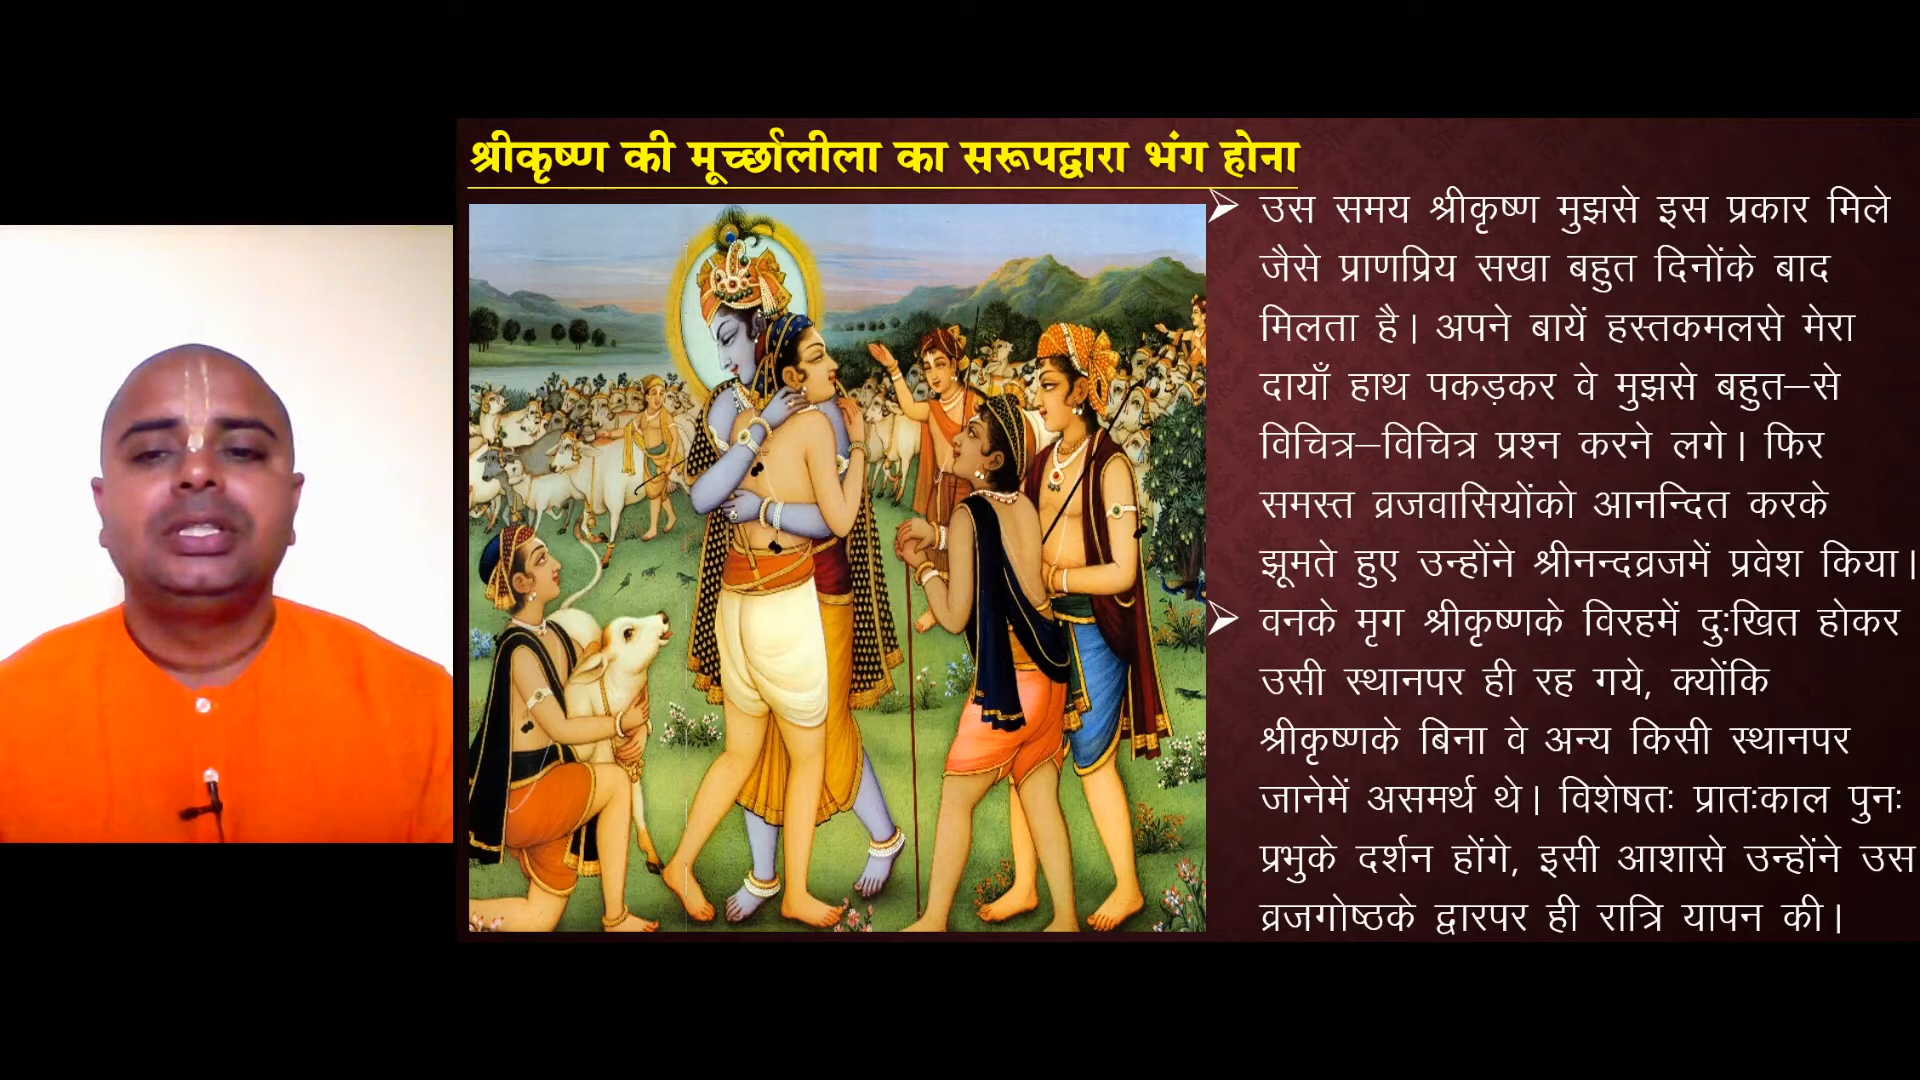 श्रीकृष्ण की मूर्च्छालीला का सरूपद्वारा भंग होना
उस समय श्रीकृष्ण मुझसे इस प्रकार मिले
जैसे प्राणप्रिय सखा बहुत दिनोंके बाद
मिलता है। अपने बायें हस्तकमलसे मेरा
दायाँ हाथ पकड़कर वे मुझसे बहुत–से
विचित्र–विचित्र प्रश्न करने लगे। फिर
समस्त व्रजवासियोंको आनन्दित करके
झूमते हुए उन्होंने श्रीनन्दव्रजमें प्रवेश किया।
वनके मृग श्रीकृष्णके विरहमें दुःखित होकर
उसी स्थानपर ही रह गये, क्योंकि
श्रीकृष्णके बिना वे अन्य किसी स्थानपर
जानेमें असमर्थ थे। विशेषतः प्रातःकाल पुनः
प्रभुके दर्शन होंगे, इसी आशासे उन्होंने उस
व्रजगोष्ठके द्वारपर ही रात्रि यापन की।